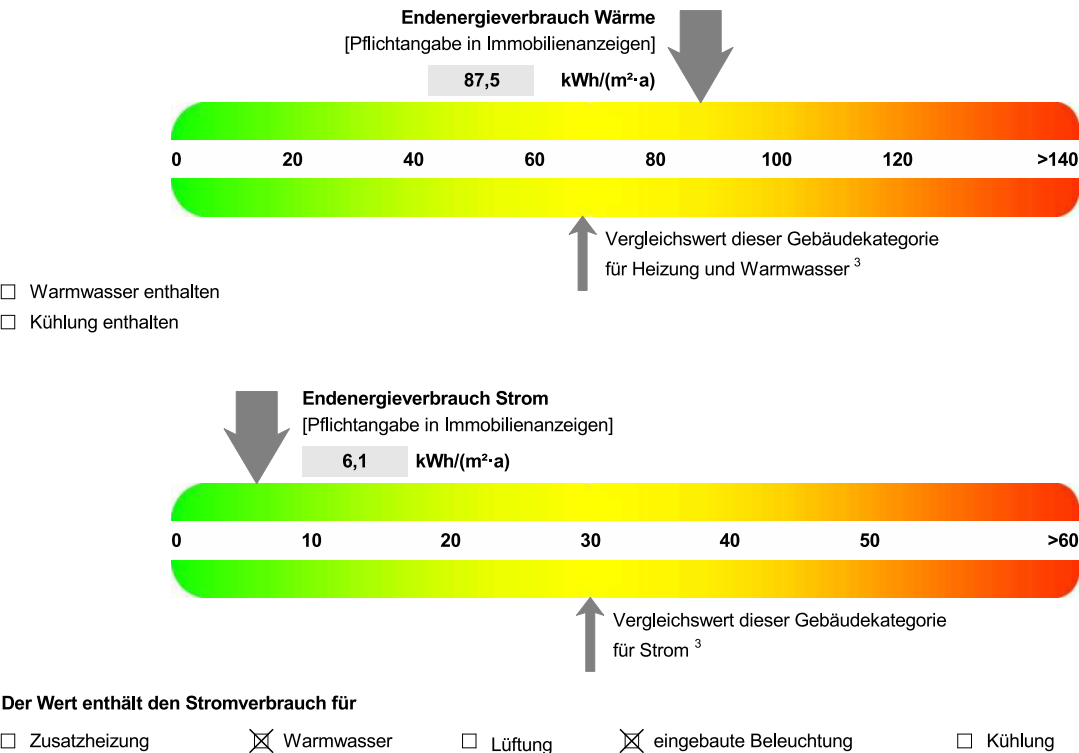 Endenergieverbrauch Wärme
[Pflichtangabe in Immobilienanzeigen]
87,5 kWh/(m²·a)
0 20 40 60 80 100 120 >140
Vergleichswert dieser Gebäudekategorie
für Heizung und Warmwasser ³
☐ Warmwasser enthalten
☐ Kühlung enthalten
Endenergieverbrauch Strom
[Pflichtangabe in Immobilienanzeigen]
6,1 kWh/(m²·a)
0 10 20 30 40 50 >60
Vergleichswert dieser Gebäudekategorie
für Strom ³
Der Wert enthält den Stromverbrauch für
☐ Zusatzheizung ☒ Warmwasser ☐ Lüftung ☒ eingebaute Beleuchtung ☐ Kühlung